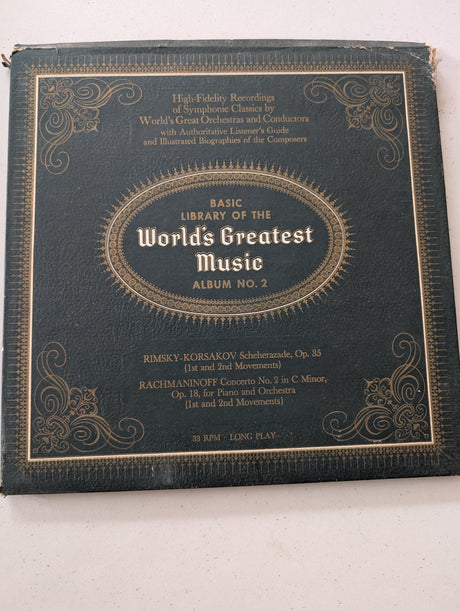 High-Fidelity Recordings
of Symphonic Classics by
World's Great Orchestras and Conductors
with Authoritative Listener's Guide
and Illustrated Biographies of the Composers
BASIC
LIBRARY OF THE
World's Greatest
Music
ALBUM NO. 2
RIMSKY-KORSAKOV Scheherazade, Op. 35
(1st and 2nd Movements)
RACHMANINOFF Concerto No. 2 in C Minor,
Op. 18, for Piano and Orchestra
(1st and 2nd Movements)
33 RPM · LONG PLAY